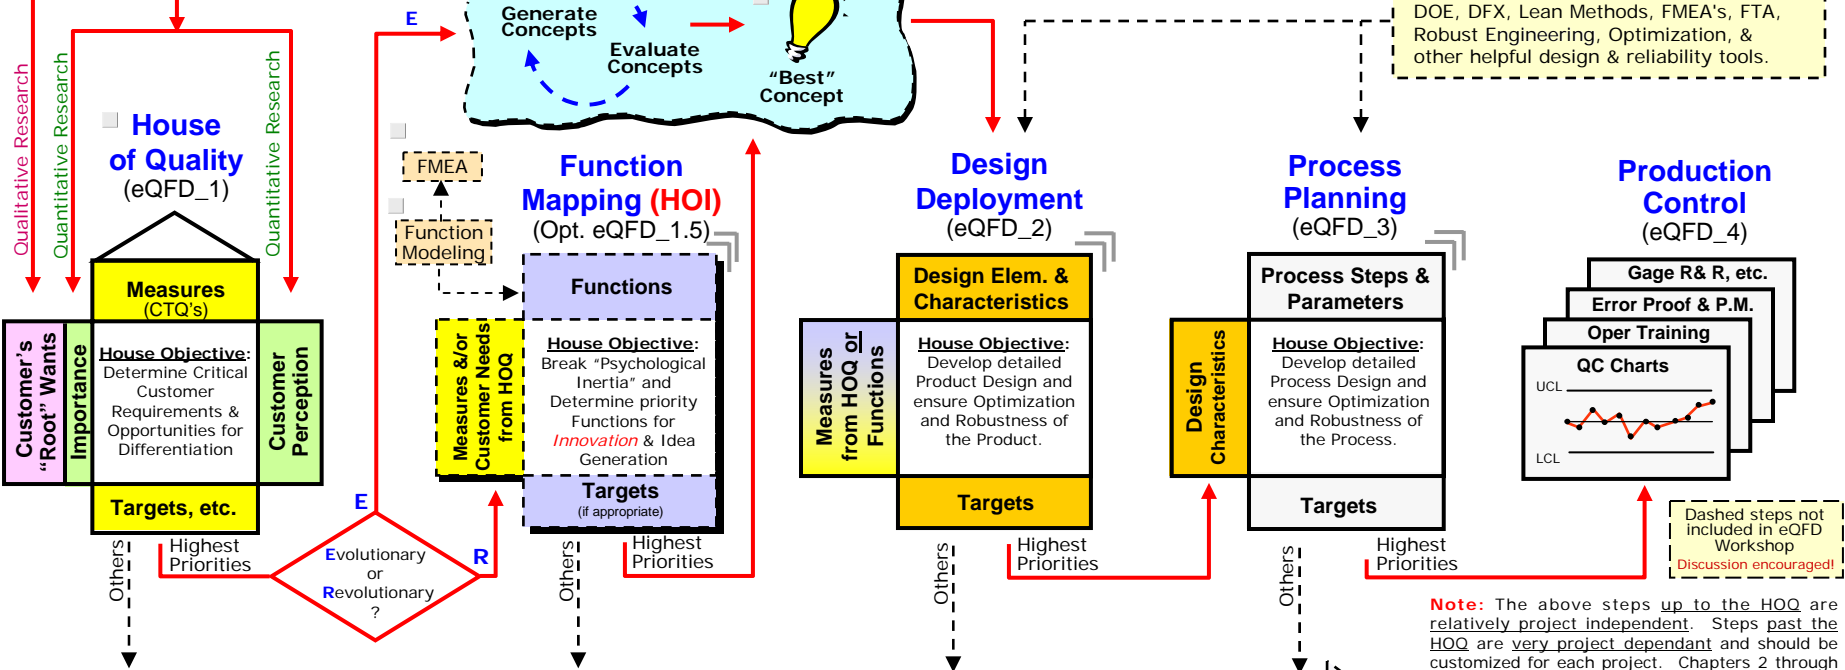 E
Generate
Concepts
Evaluate
Concepts
“Best”
Concept
DOE, DFX, Lean Methods, FMEA's, FTA,
Robust Engineering, Optimization, &
other helpful design & reliability tools.
Qualitative Research
Quantitative Research
Quantitative Research
House
of Quality
(eQFD_1)
Measures
(CTQ's)
Customer's
“Root” Wants
Importance
House Objective:
Determine Critical
Customer
Requirements &
Opportunities for
Differentiation
Customer
Perception
Targets, etc.
Others
Highest
Priorities
E
Evolutionary
or
Revolutionary
?
R
FMEA
Function
Modeling
Function
Mapping (HOI)
(Opt. eQFD_1.5)
Functions
Measures &/or
Customer Needs
from HOQ
House Objective:
Break “Psychological
Inertia” and
Determine priority
Functions for
Innovation & Idea
Generation
Targets
(if appropriate)
Others
Highest
Priorities
Design
Deployment
(eQFD_2)
Design Elem. &
Characteristics
Measures
from HOQ or
Functions
House Objective:
Develop detailed
Product Design and
ensure Optimization
and Robustness of
the Product.
Targets
Others
Highest
Priorities
Process
Planning
(eQFD_3)
Process Steps &
Parameters
Design
Characteristics
House Objective:
Develop detailed
Process Design and
ensure Optimization
and Robustness of
the Process.
Targets
Others
Highest
Priorities
Production
Control
(eQFD_4)
Gage R& R, etc.
Error Proof & P.M.
Oper Training
QC Charts
UCL
LCL
Dashed steps not
included in eQFD
Workshop
Discussion encouraged!
Note: The above steps up to the HOQ are
relatively project independent. Steps past the
HOQ are very project dependant and should be
customized for each project. Chapters 2 through